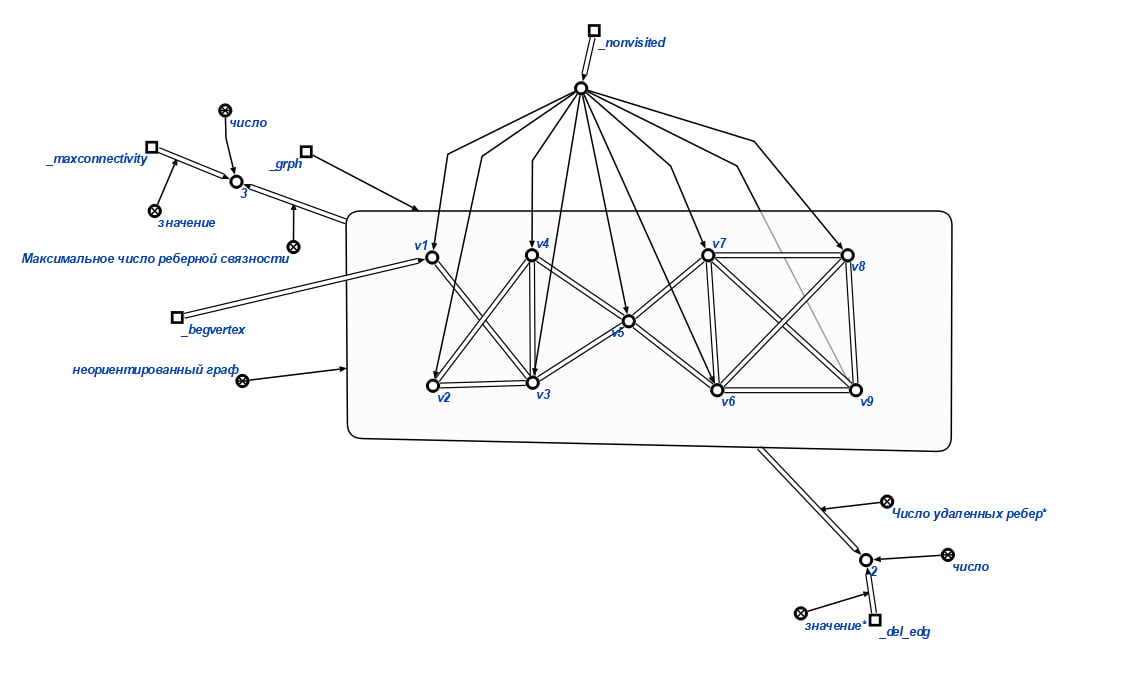 _nonvisited
число
_maxconnectivity
_grph
3
значение
v1
v4
v7
Максимальное число реберной связности
v8
_begvertex
v5
неориентированный граф
v2
v3
v6
v9
Число удаленных ребер*
2
число
значение*
_del_edg